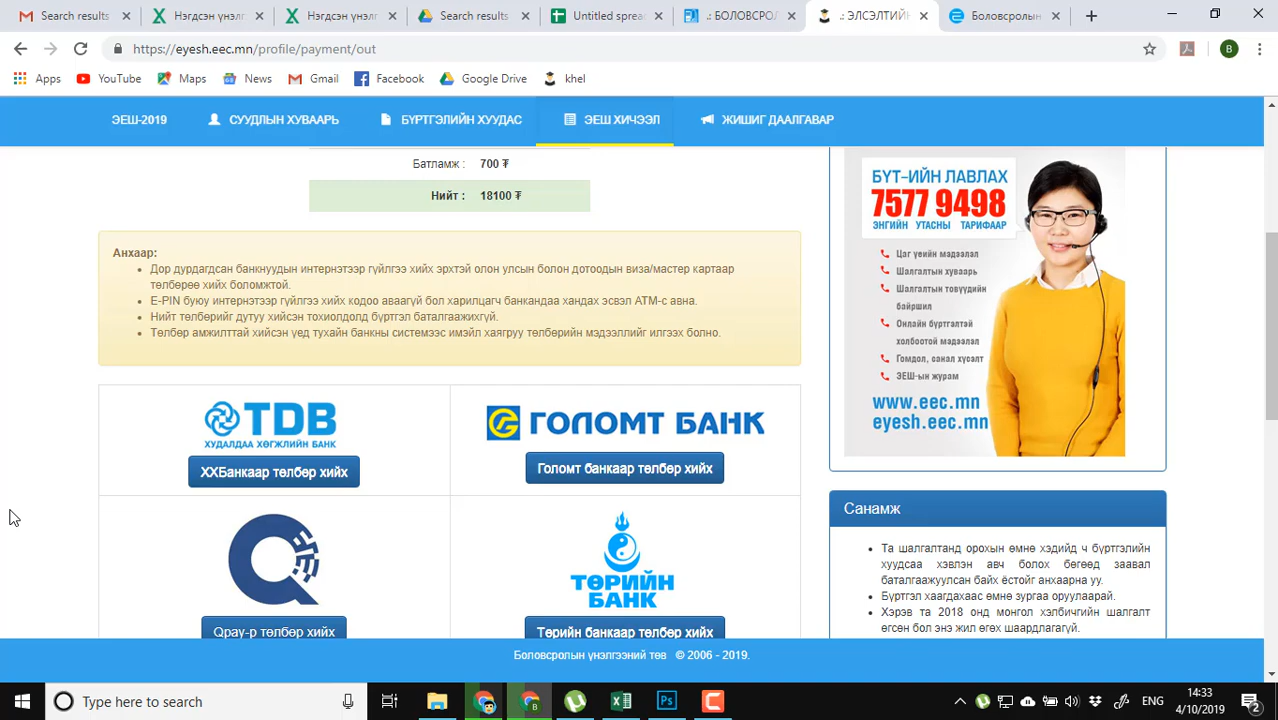 Search results
Нэгдсэн үнэлг
Нэгдсэн үнэлг
Search results
Untitled spread
.: БОЛОВСРОЛ
.: ЭЛСЭЛТИЙН
Боловсролын
https://eyesh.eec.mn/profile/payment/out
B
Apps
YouTube
Maps
News
Gmail
Facebook
Google Drive
khel
ЭЕШ-2019
СУУДЛЫН ХУВААРЬ
БҮРТГЭЛИЙН ХУУДАС
ЭЕШ ХИЧЭЭЛ
ЖИШИГ ДААЛГАВАР
Батламж : 700 ₮
Нийт : 18100 ₮
Анхаар:
Дор дурдагдсан банкнуудын интернэтээр гүйлгээ хийх эрхтэй олон улсын болон дотоодын виза/мастер картаар
төлбөрөө хийх боломжтой.
E-PIN буюу интернэтээр гүйлгээ хийх кодоо аваагүй бол харилцагч банкандаа хандах эсвэл ATM-с авна.
Нийт төлбөрийг дутуу хийсэн тохиолдолд бүртгэл баталгаажихгүй.
Төлбөр амжилттай хийсэн үед тухайн банкны системээс имэйл хаягруу төлбөрийн мэдээллийг илгээх болно.
TDB
ХУДАЛДАА ХӨГЖЛИЙН БАНК
ХХБанкаар төлбөр хийх
ГОЛОМТ БАНК
Голомт банкаар төлбөр хийх
Qpay-р төлбөр хийх
ТӨРИЙН
БАНК
Төрийн банкаар төлбөр хийх
БҮТ-ИЙН ЛАВЛАХ
7577 9498
ЭНГИЙН УТАСНЫ ТАРИФААР
Цаг үеийн мэдээлэл
Шалгалтын хуваарь
Шалгалтын товүүдийн
байршил
Онлайн бүртгэлтэй
холбоотой мэдээлэл
Гомдол, санал хүсэлт
ЭЕШ-ын журам
www.eec.mn
eyesh.eec.mn
Санамж
Та шалгалтанд орохын өмнө хэдийд ч бүртгэлийн
хуудсаа хэвлэн авч болох бөгөөд заавал
баталгаажуулсан байх ёстойг анхаарна уу.
Бүртгэл хаагдахаас өмнө зургаа оруулаарай.
Хэрэв та 2018 онд монгол хэлбичгийн шалгалт
өгсөн бол энэ жил өгөх шаардлагагүй.
Боловсролын үнэлгээний төв © 2006 - 2019.
Type here to search
B
Ps
ENG
14:33
4/10/2019
2